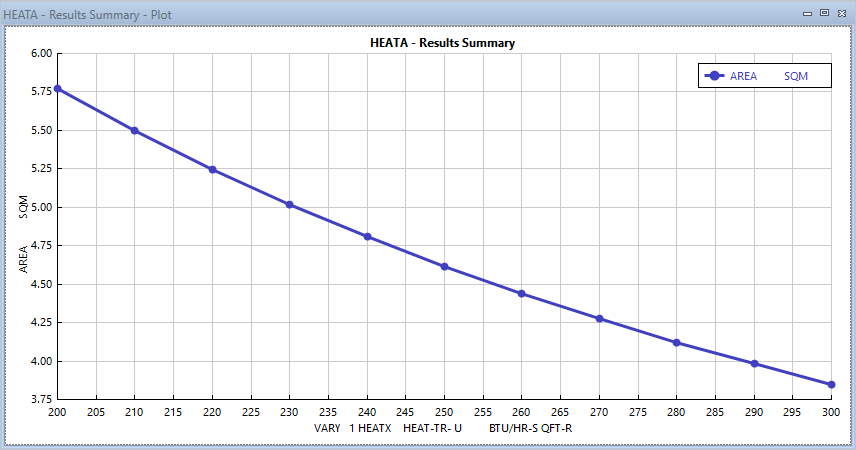 HEATA - Results Summary - Plot
HEATA - Results Summary
AREA SQM
6.00
5.75
5.50
5.25
5.00
4.75
4.50
4.25
4.00
3.75
AREA SQM
200 205 210 215 220 225 230 235 240 245 250 255 260 265 270 275 280 285 290 295 300
VARY 1 HEATX HEAT-TR- U BTU/HR-S QFT-R